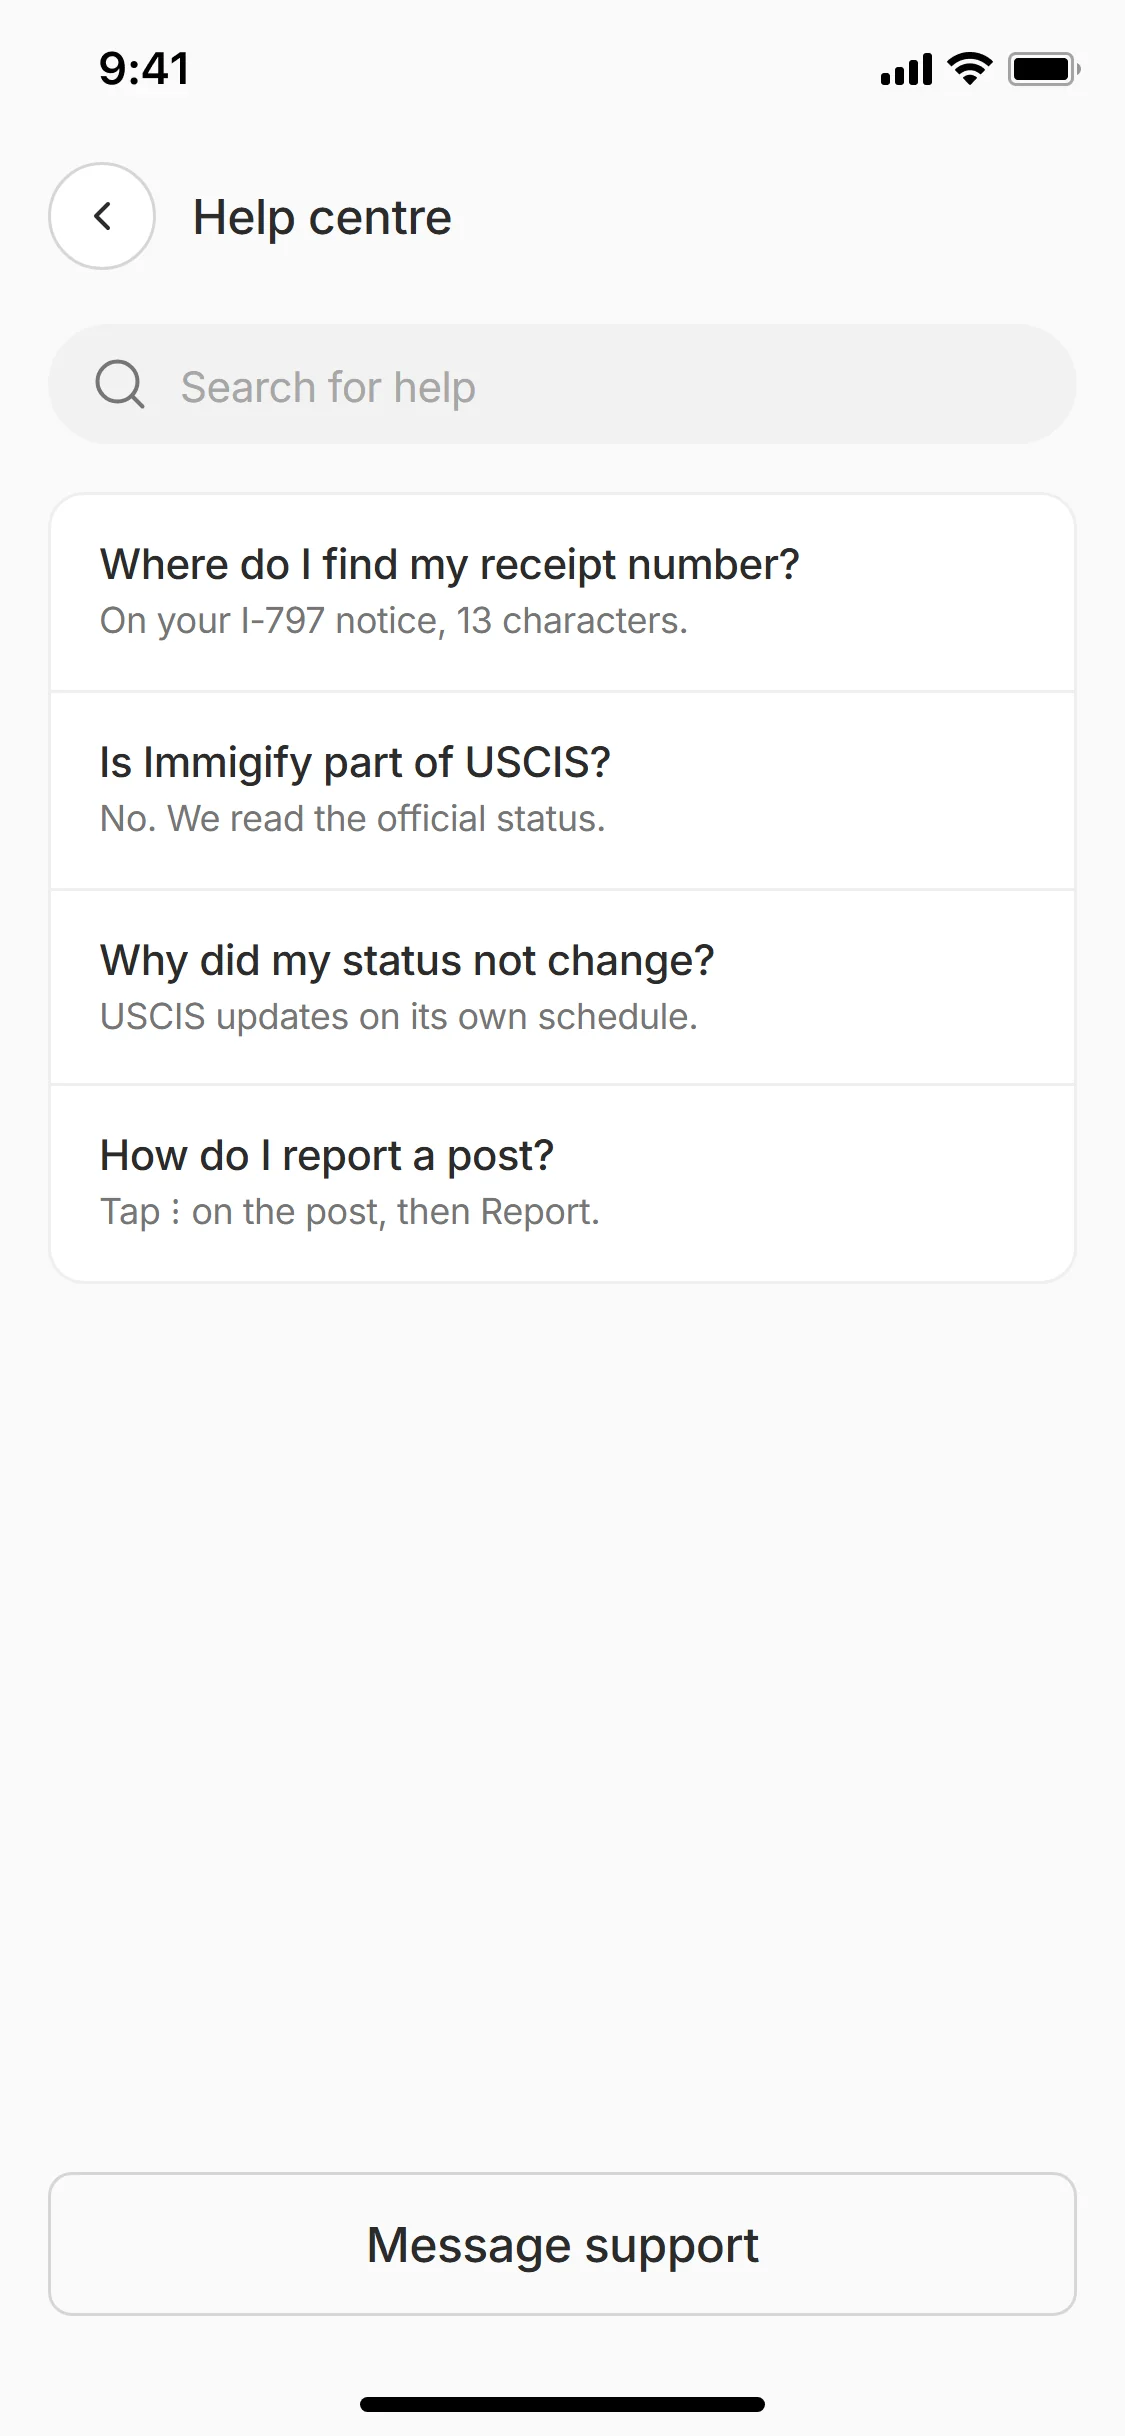 9:41
Help centre
Search for help
Where do I find my receipt number?
On your I-797 notice, 13 characters.
Is Immigify part of USCIS?
No. We read the official status.
Why did my status not change?
USCIS updates on its own schedule.
How do I report a post?
Tap ⋮ on the post, then Report.
Message support